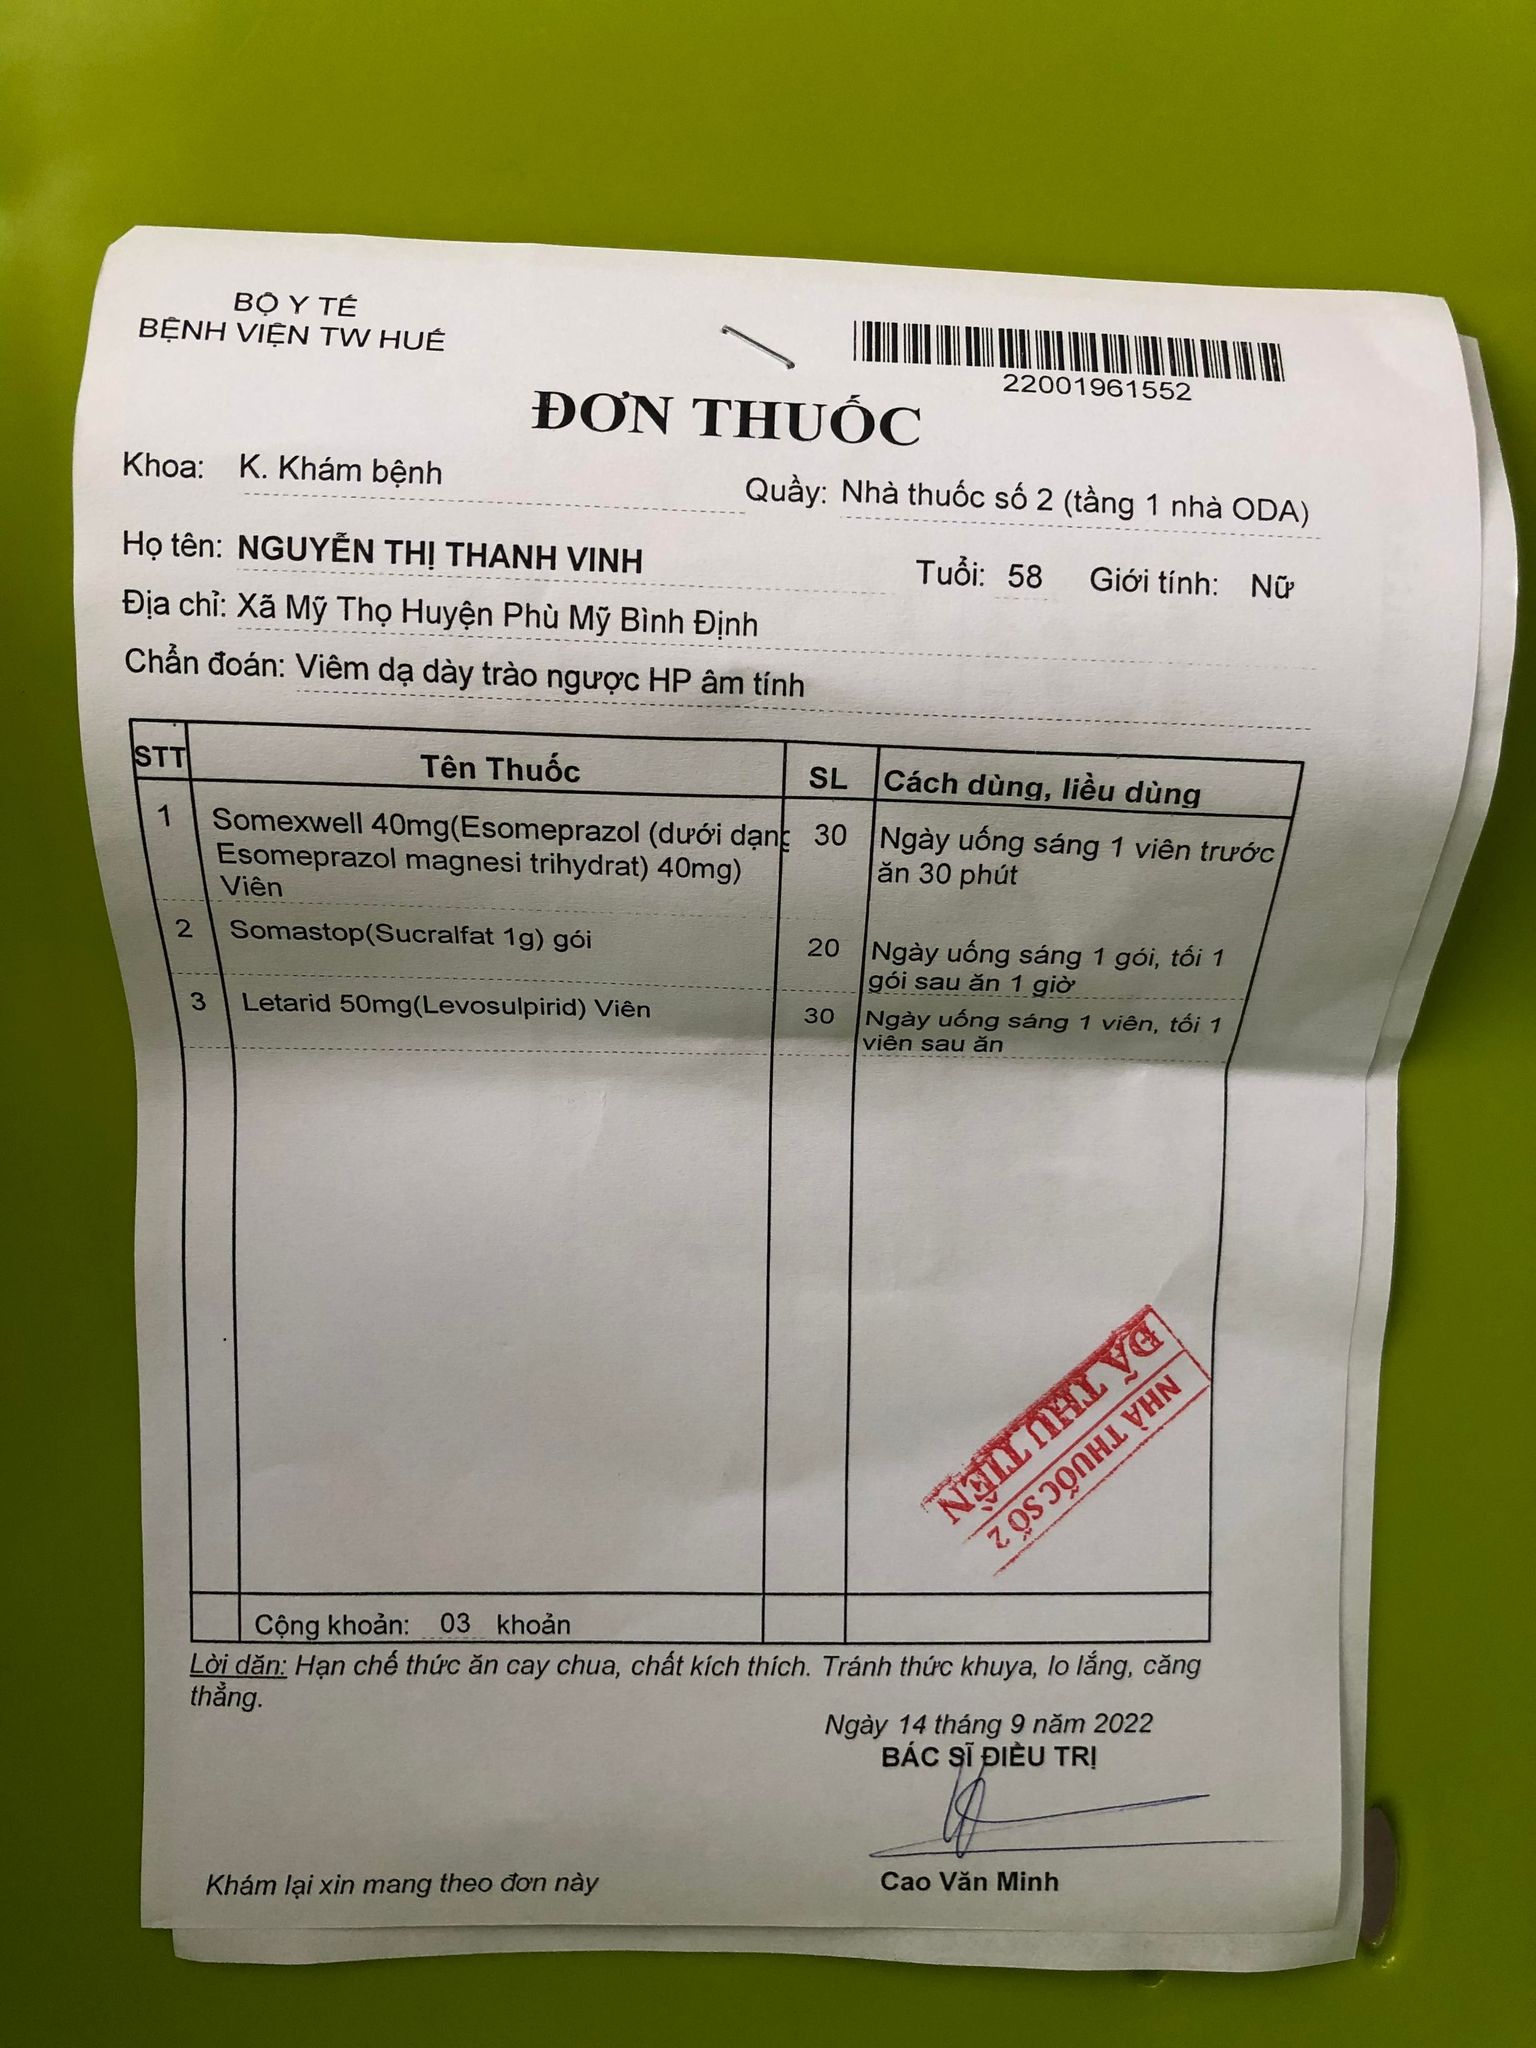 BỘ Y TẾ
BỆNH VIỆN TW HUẾ
22001961552
ĐƠN THUỐC
Khoa: K. Khám bệnh
Quầy: Nhà thuốc số 2 (tầng 1 nhà ODA)
Họ tên: NGUYỄN THỊ THANH VINH Tuổi: 58 Giới tính: Nữ
Địa chỉ: Xã Mỹ Thọ Huyện Phù Mỹ Bình Định
Chẩn đoán: Viêm dạ dày trào ngược HP âm tính
STT Tên Thuốc SL Cách dùng, liều dùng
1 Somexwell 40mg(Esomeprazol (dưới dạng 30 Ngày uống sáng 1 viên trước
Esomeprazol magnesi trihydrat) 40mg) ăn 30 phút
Viên
2 Somastop(Sucralfat 1g) gói 20 Ngày uống sáng 1 gói, tối 1
gói sau ăn 1 giờ
3 Letarid 50mg(Levosulpirid) Viên 30 Ngày uống sáng 1 viên, tối 1
viên sau ăn
NHÀ THUỐC SỐ 2
ĐÃ THU TIỀN
Cộng khoản: 03 khoản
Lời dăn: Hạn chế thức ăn cay chua, chất kích thích. Tránh thức khuya, lo lắng, căng
thẳng.
Ngày 14 tháng 9 năm 2022
BÁC SĨ ĐIỀU TRỊ
Khám lại xin mang theo đơn này
Cao Văn Minh